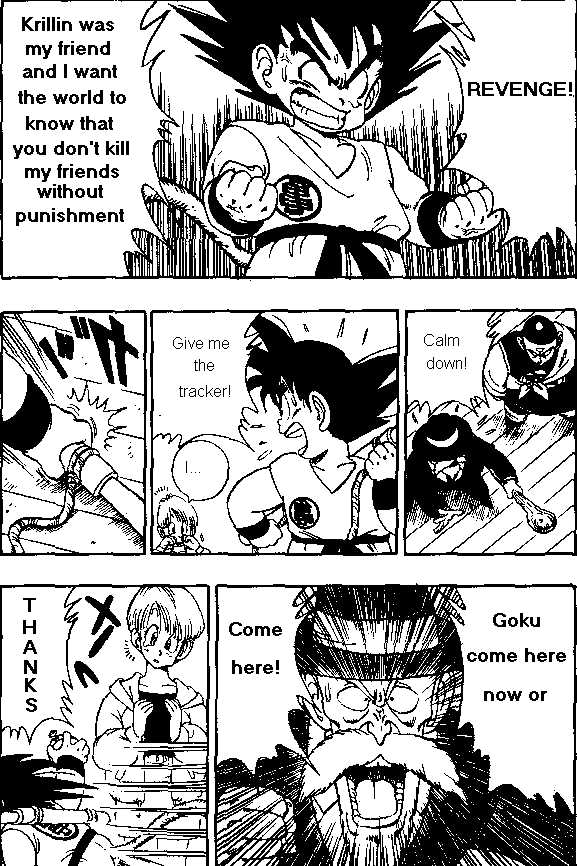 Krillin was
my friend
and I want
the world to
know that
you don't kill
my friends
without
punishment
REVENGE!
Give me
the
tracker!
I...
Calm
down!
THANKS
Come
here!
Goku
come here
now or